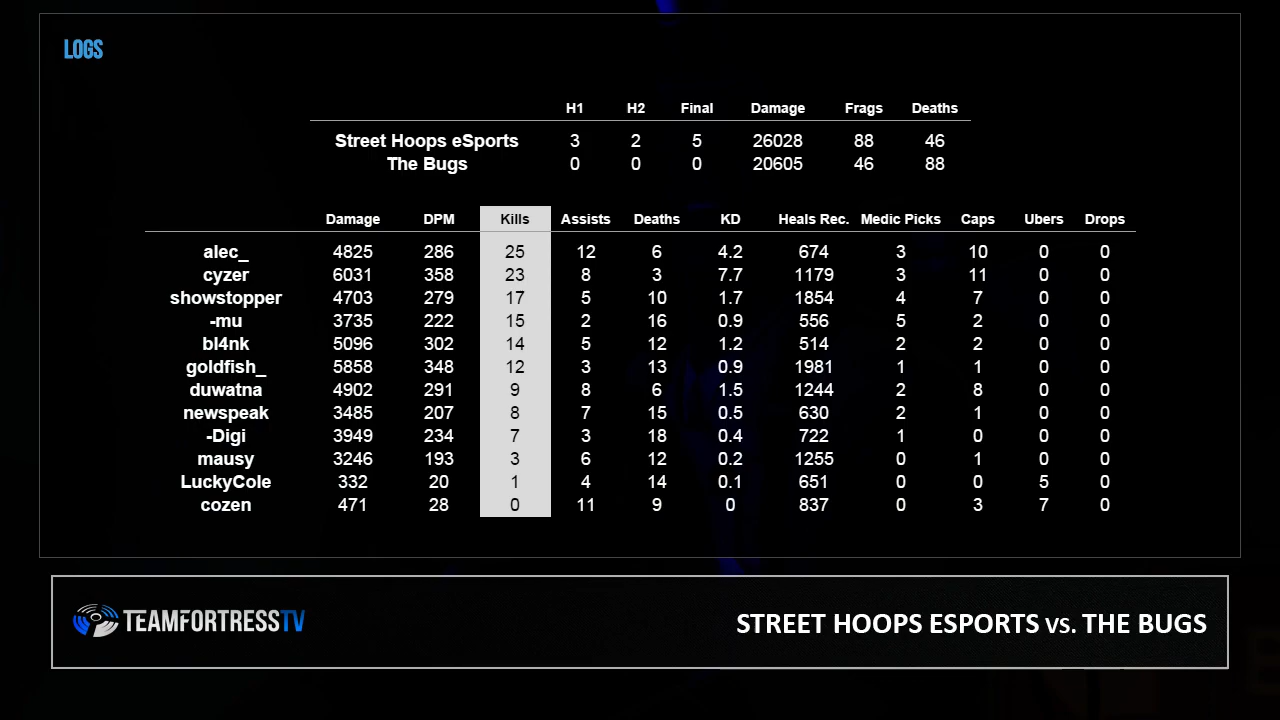 LOGS
H1 H2 Final Damage Frags Deaths
Street Hoops eSports 3 2 5 26028 88 46
The Bugs 0 0 0 20605 46 88
Damage DPM Kills Assists Deaths KD Heals Rec. Medic Picks Caps Ubers Drops
alec_ 4825 286 25 12 6 4.2 674 3 10 0 0
cyzer 6031 358 23 8 3 7.7 1179 3 11 0 0
showstopper 4703 279 17 5 10 1.7 1854 4 7 0 0
-mu 3735 222 15 2 16 0.9 556 5 2 0 0
bl4nk 5096 302 14 5 12 1.2 514 2 2 0 0
goldfish_ 5858 348 12 3 13 0.9 1981 1 1 0 0
duwatna 4902 291 9 8 6 1.5 1244 2 8 0 0
newspeak 3485 207 8 7 15 0.5 630 2 1 0 0
-Digi 3949 234 7 3 18 0.4 722 1 0 0 0
mausy 3246 193 3 6 12 0.2 1255 0 1 0 0
LuckyCole 332 20 1 4 14 0.1 651 0 0 5 0
cozen 471 28 0 11 9 0 837 0 3 7 0
TEAMFORTRESSTV
STREET HOOPS ESPORTS VS. THE BUGS